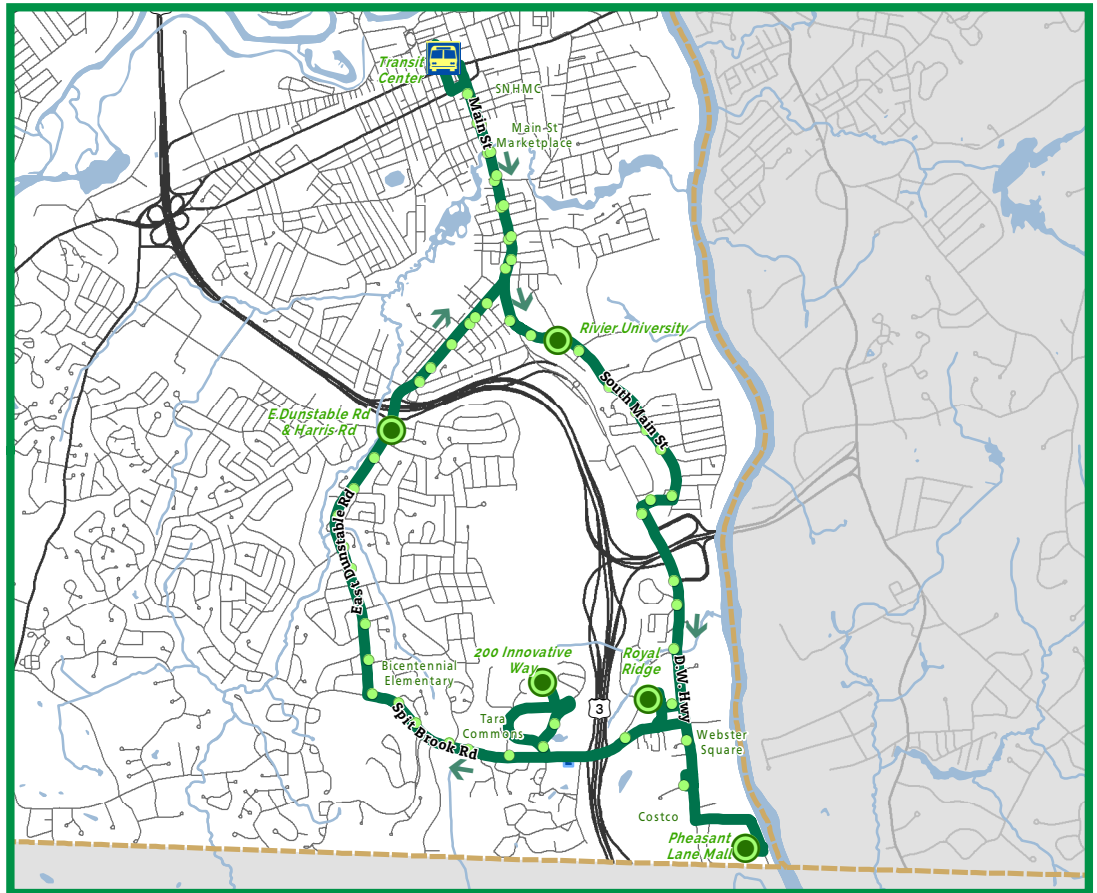 Transit
Center
SNHMC
Main St
Main St
Marketplace
Rivier University
South Main St
E.Dunstable Rd
& Harris Rd
East Dunstable Rd
200 Innovative
Way
Royal
Ridge
Bicentennial
Elementary
D.W. Hwy
3
Tara
Commons
Spit Brook Rd
Webster
Square
Costco
Pheasant
Lane Mall